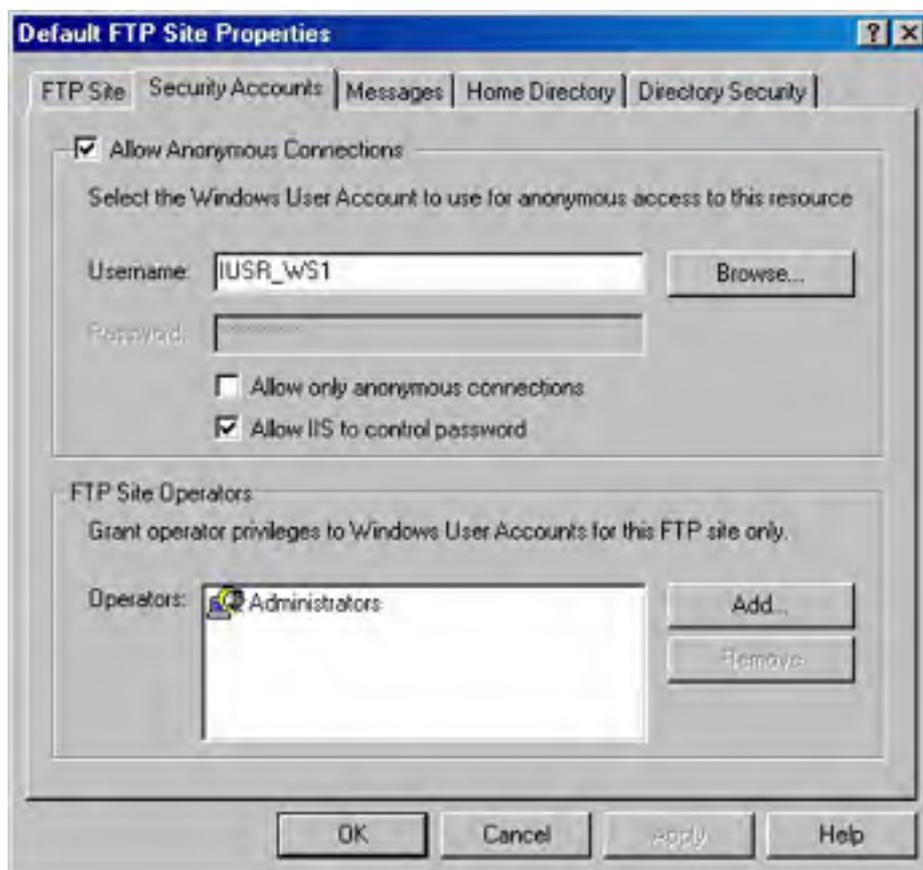 Default FTP Site Properties
FTP Site Security Accounts Messages Home Directory Directory Security
Allow Anonymous Connections
Select the Windows User Account to use for anonymous access to this resource
Username: IUSR_WS1 Browse...
Password:
Allow only anonymous connections
Allow IIS to control password
FTP Site Operators
Grant operator privileges to Windows User Accounts for this FTP site only.
Operators: Administrators Add...
Remove
OK Cancel Apply Help